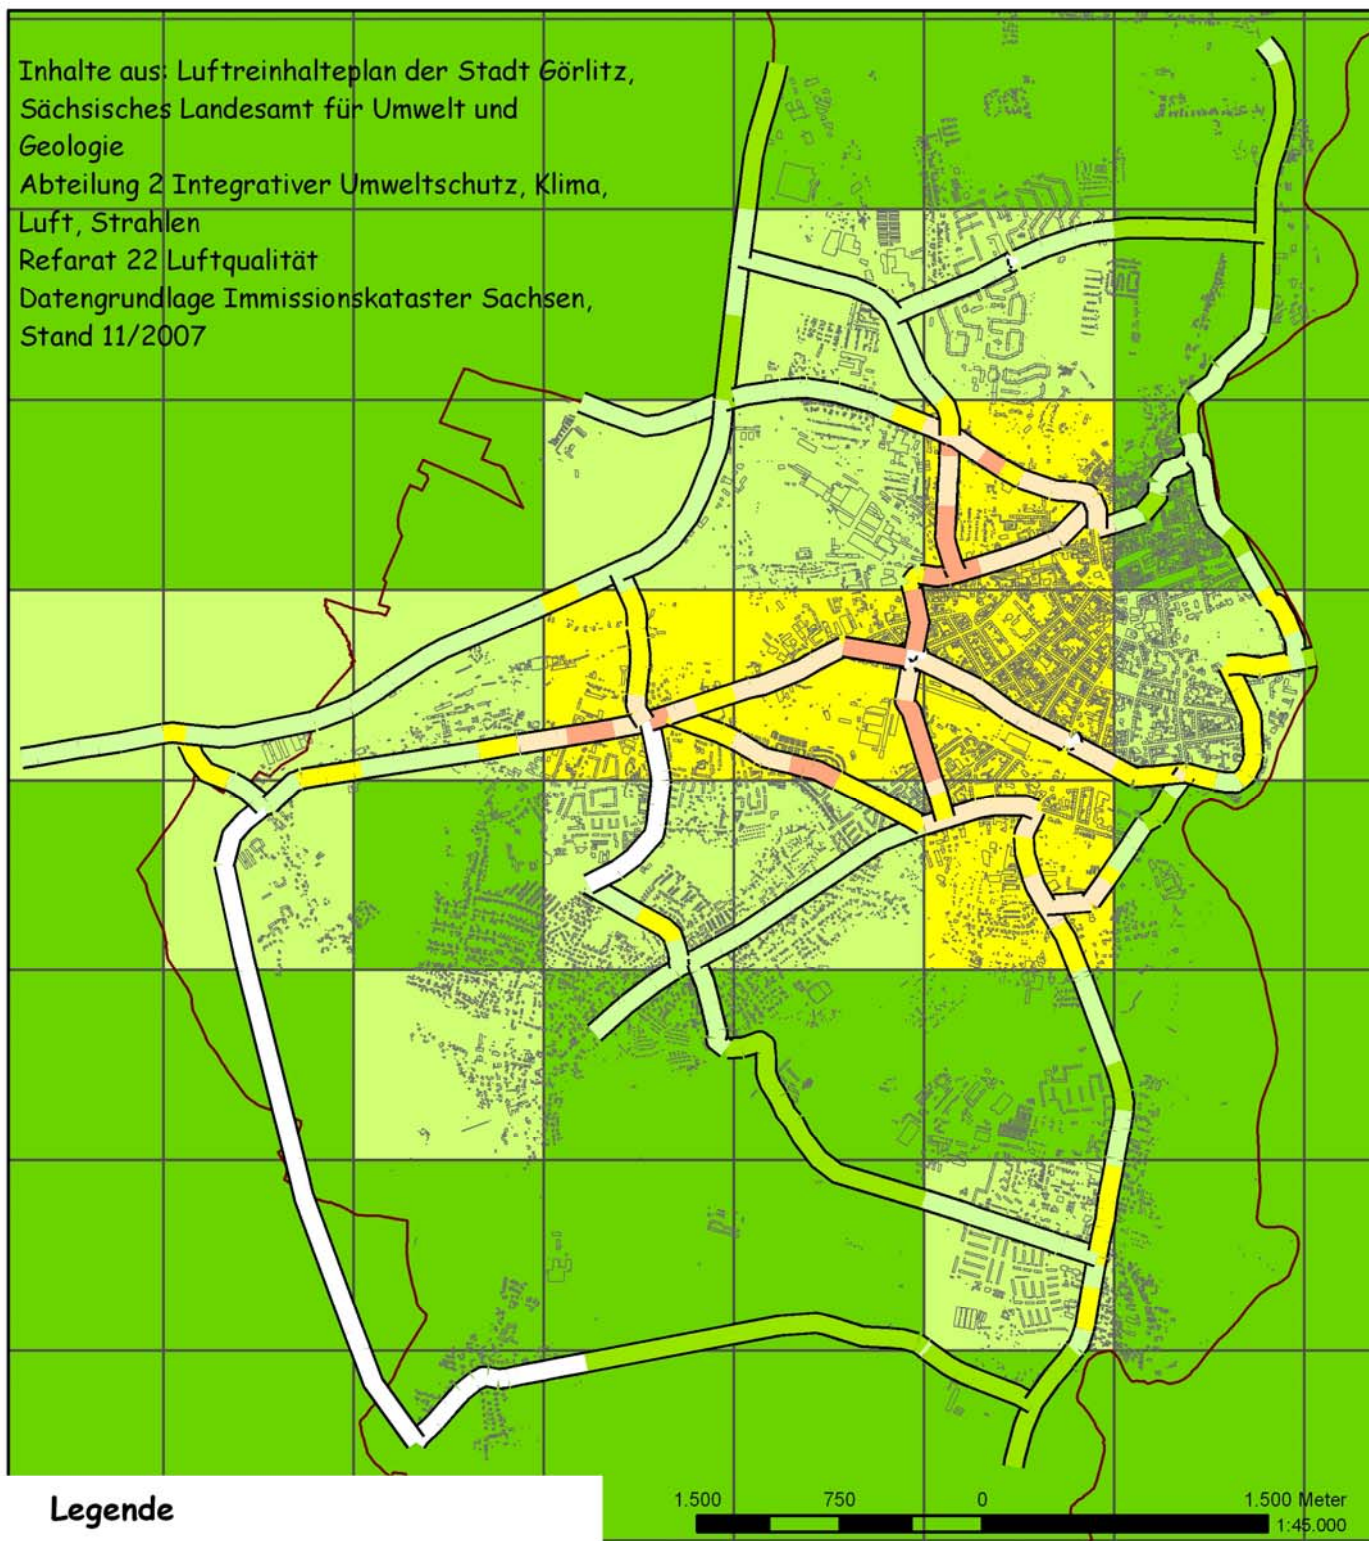 Inhalte aus: Luftreinhalteplan der Stadt Görlitz,
Sächsisches Landesamt für Umwelt und
Geologie
Abteilung 2 Integrativer Umweltschutz, Klima,
Luft, Strahlen
Refarat 22 Luftqualität
Datengrundlage Immissionskataster Sachsen,
Stand 11/2007
Legende
1.500 750 0 1.500 Meter
1:45.000